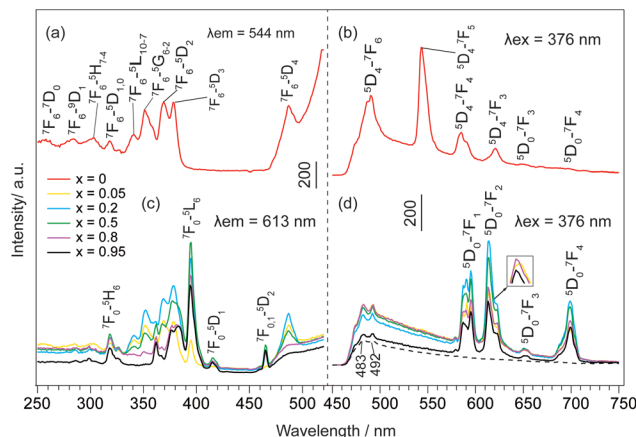 (a)
λem = 544 nm
⁷F₆-⁷D₀
⁷F₆-⁹D₁
⁷F₆-⁵H₇₋₄
⁷F₆-⁵D₁,₀
⁷F₆-⁵L₁₀₋₇
⁷F₆-⁵G₆₋₂
⁷F₆-⁵D₂
⁷F₆-⁵D₃
⁷F₆-⁵D₄
200
(b)
λex = 376 nm
⁵D₄-⁷F₆
⁵D₄-⁷F₅
⁵D₄-⁷F₄
⁵D₄-⁷F₃
⁵D₀-⁷F₃
⁵D₀-⁷F₄
Intensity/ a.u.
x = 0
x = 0.05
x = 0.2
x = 0.5
x = 0.8
x = 0.95
(c)
λem = 613 nm
⁷F₀-⁵H₆
⁷F₀-⁵L₆
⁷F₀-⁵D₁
⁷F₀,₁-⁵D₂
200
(d)
λex = 376 nm
483
492
⁵D₀-⁷F₁
⁵D₀-⁷F₂
⁵D₀-⁷F₃
⁵D₀-⁷F₄
250 300 350 400 450 500 450 500 550 600 650 700 750
Wavelength / nm